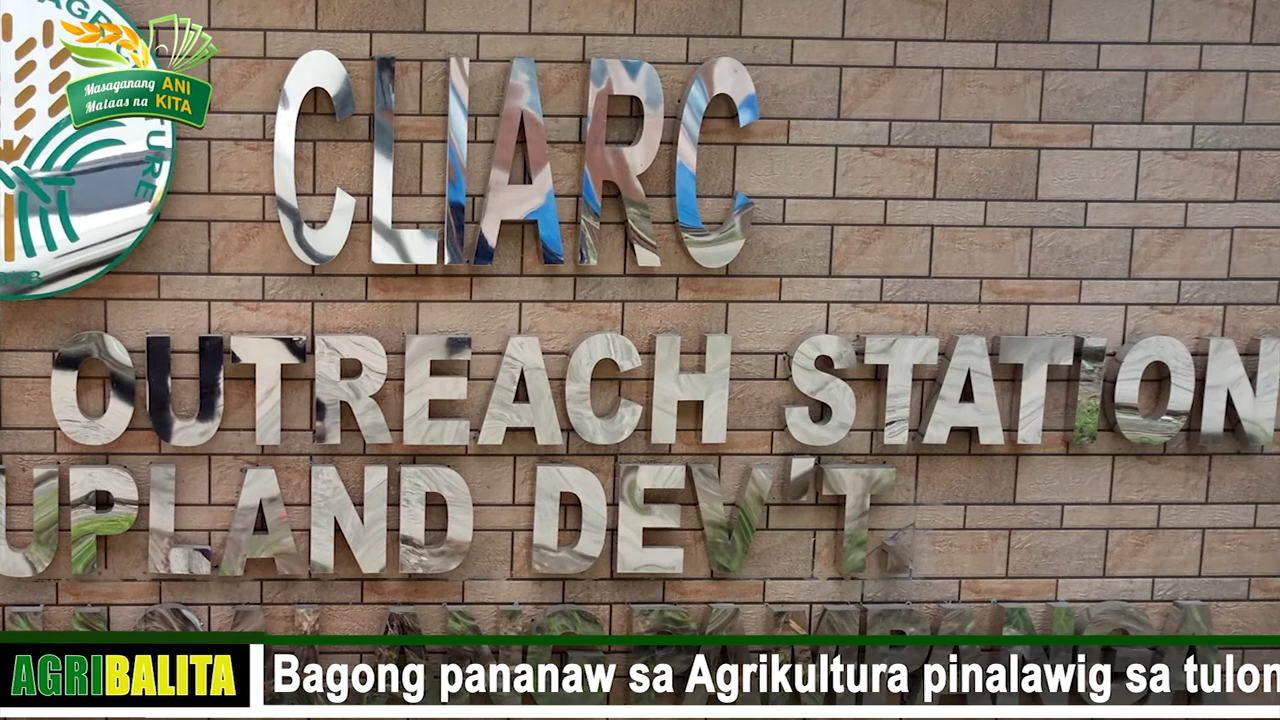 Masaganang ANI
Mataas na KITA
CLIARC
OUTREACH STATION
UPLAND DEV'T
AGRIBALITA
Bagong pananaw sa Agrikultura pinalawig sa tulon